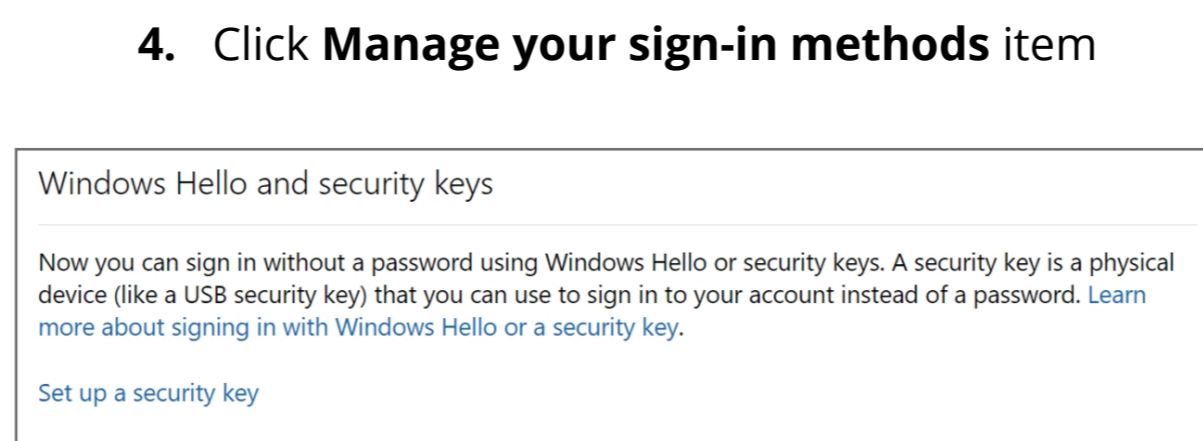 4. Click Manage your sign-in methods item
Windows Hello and security keys
Now you can sign in without a password using Windows Hello or security keys. A security key is a physical
device (like a USB security key) that you can use to sign in to your account instead of a password. Learn
more about signing in with Windows Hello or a security key.
Set up a security key